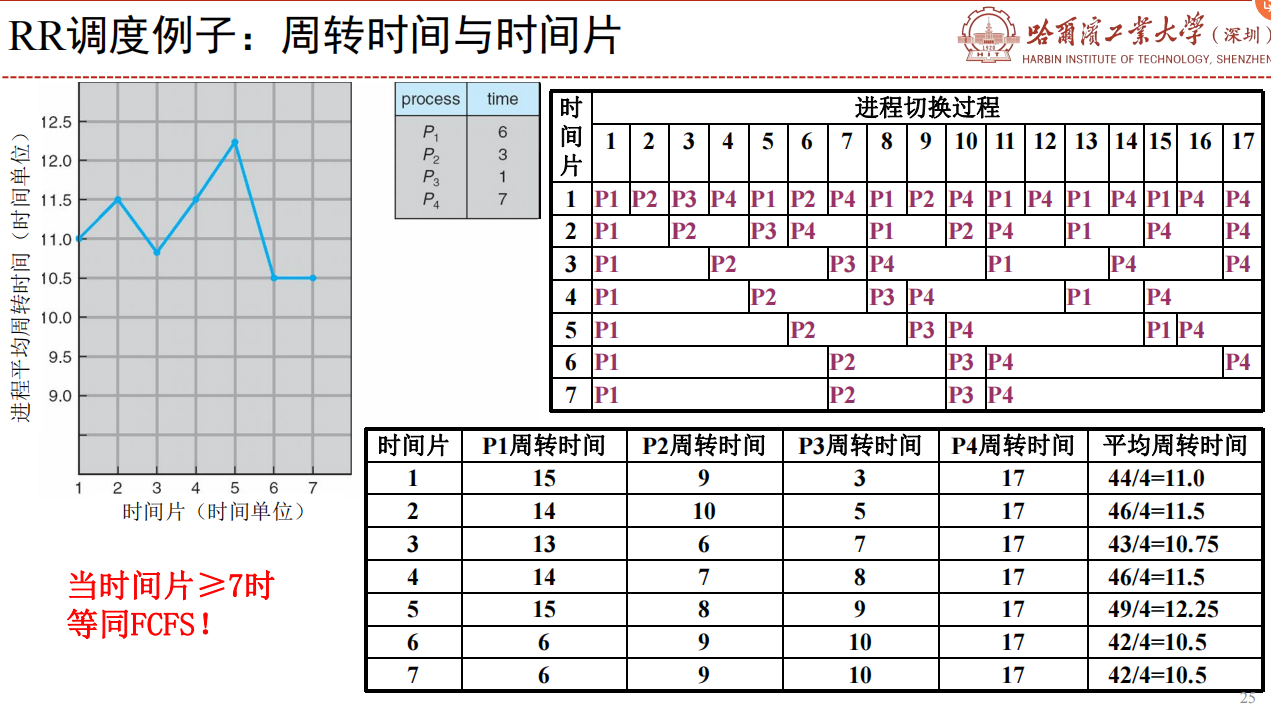 RR调度例子：周转时间与时间片
哈尔滨工业大学（深圳）
HARBIN INSTITUTE OF TECHNOLOGY, SHENZHEN
1920
HIT
进程平均周转时间（时间单位）
12.5
12.0
11.5
11.0
10.5
10.0
9.5
9.0
1 2 3 4 5 6 7
时间片（时间单位）
process time
P1 6
P2 3
P3 1
P4 7
时间片 进程切换过程
1 2 3 4 5 6 7 8 9 10 11 12 13 14 15 16 17
1 P1 P2 P3 P4 P1 P2 P4 P1 P2 P4 P1 P4 P1 P4 P1 P4 P4
2 P1 P2 P3 P4 P1 P2 P4 P1 P4 P4
3 P1 P2 P3 P4 P1 P4 P4
4 P1 P2 P3 P4 P1 P4
5 P1 P2 P3 P4 P1 P4
6 P1 P2 P3 P4 P4
7 P1 P2 P3 P4
时间片 P1周转时间 P2周转时间 P3周转时间 P4周转时间 平均周转时间
1 15 9 3 17 44/4=11.0
2 14 10 5 17 46/4=11.5
3 13 6 7 17 43/4=10.75
4 14 7 8 17 46/4=11.5
5 15 8 9 17 49/4=12.25
6 6 9 10 17 42/4=10.5
7 6 9 10 17 42/4=10.5
当时间片≥7时
等同FCFS！
25